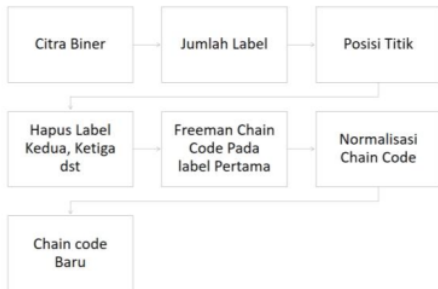 Citra Biner
Jumlah Label
Posisi Titik
Hapus Label
Kedua, Ketiga
dst
Freeman Chain
Code Pada
label Pertama
Normalisasi
Chain Code
Chain code
Baru